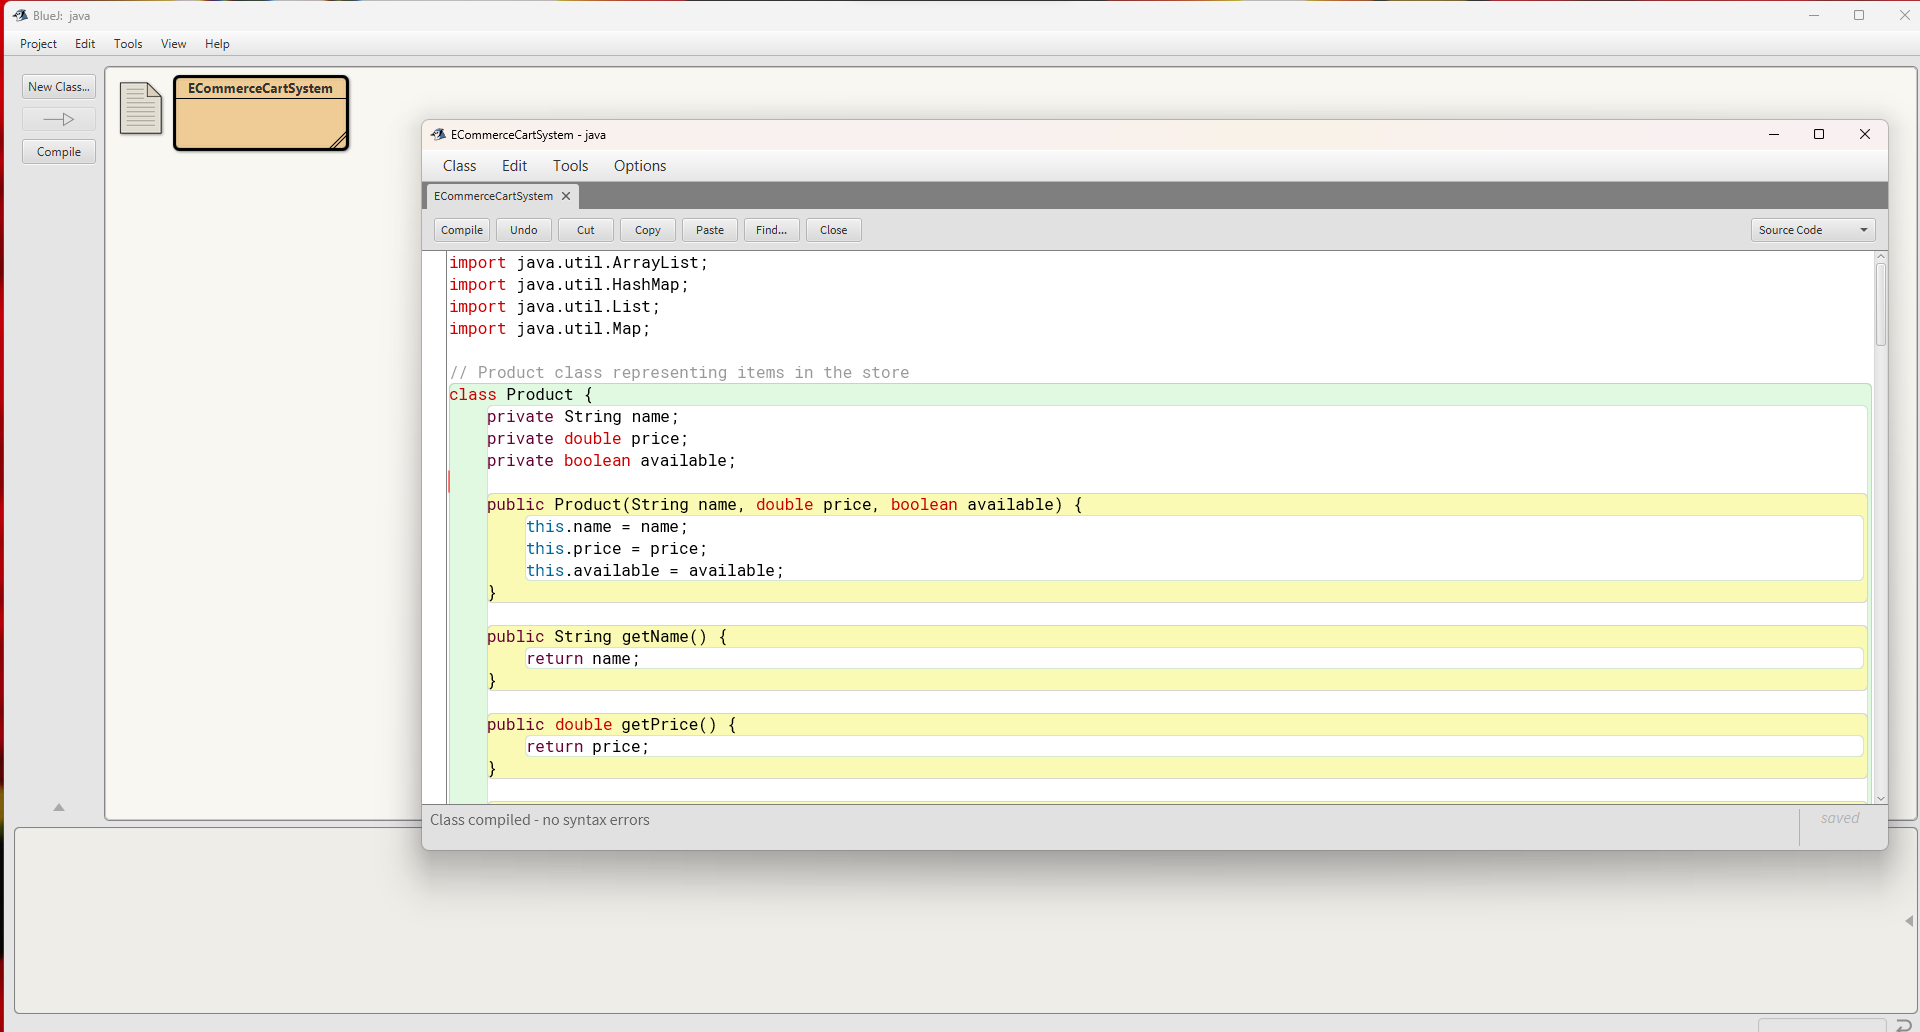 BlueJ: java
Project Edit Tools View Help
New Class...
Compile
ECommerceCartSystem
ECommerceCartSystem - java
Class Edit Tools Options
ECommerceCartSystem
Compile Undo Cut Copy Paste Find... Close Source Code
import java.util.ArrayList;
import java.util.HashMap;
import java.util.List;
import java.util.Map;
// Product class representing items in the store
class Product {
private String name;
private double price;
private boolean available;
public Product(String name, double price, boolean available) {
this.name = name;
this.price = price;
this.available = available;
}
public String getName() {
return name;
}
public double getPrice() {
return price;
}
Class compiled - no syntax errors
saved